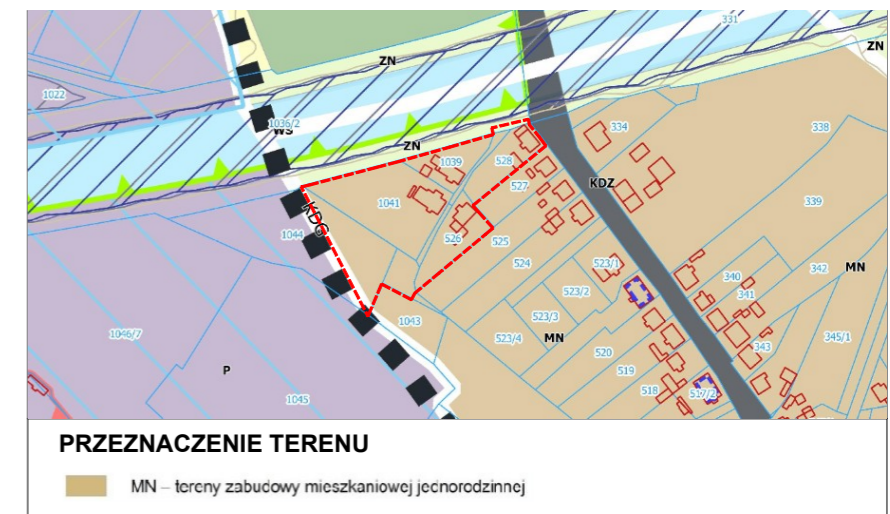 331
ZN
ZN
1022
1036/2
WS
334
338
ZN
1039
528
KDZ
527
1041
339
KDG
1044
526
525
524
523/1
340
342
MN
341
523/2
1043
523/3
1046/7
523/4
MN
343
345/1
520
P
519
518
517/2
1045
PRZEZNACZENIE TERENU
MN – tereny zabudowy mieszkaniowej jednorodzinnej